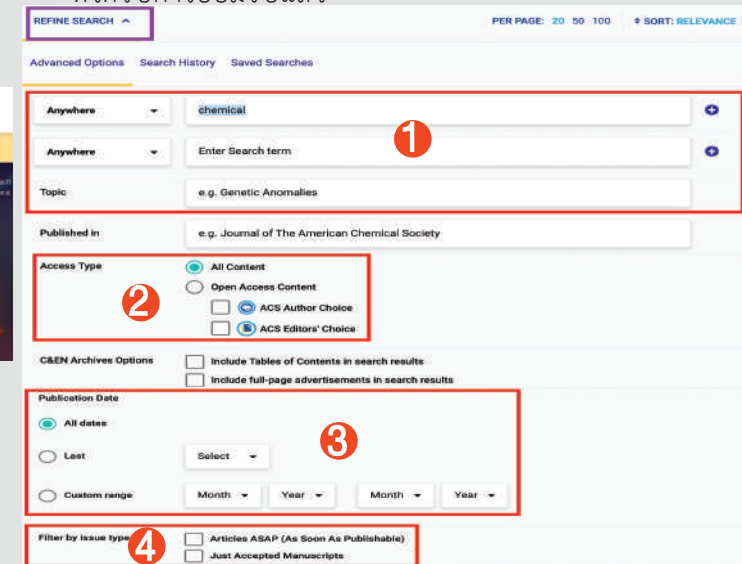 REFINE SEARCH
PER PAGE: 20 50 100 SORT: RELEVANCE
Advanced Options Search History Saved Searches
Anywhere chemical
1
Anywhere Enter Search term
Topic e.g. Genetic Anomalies
Published in e.g. Journal of The American Chemical Society
Access Type All Content
Open Access Content
2
ACS Author Choice
ACS Editors' Choice
C&EN Archives Options Include Tables of Contents in search results
Include full-page advertisements in search results
Publication Date
All dates
3
Last Select
Custom range Month Year Month Year
Filter by issue type Articles ASAP (As Soon As Publishable)
4
Just Accepted Manuscripts